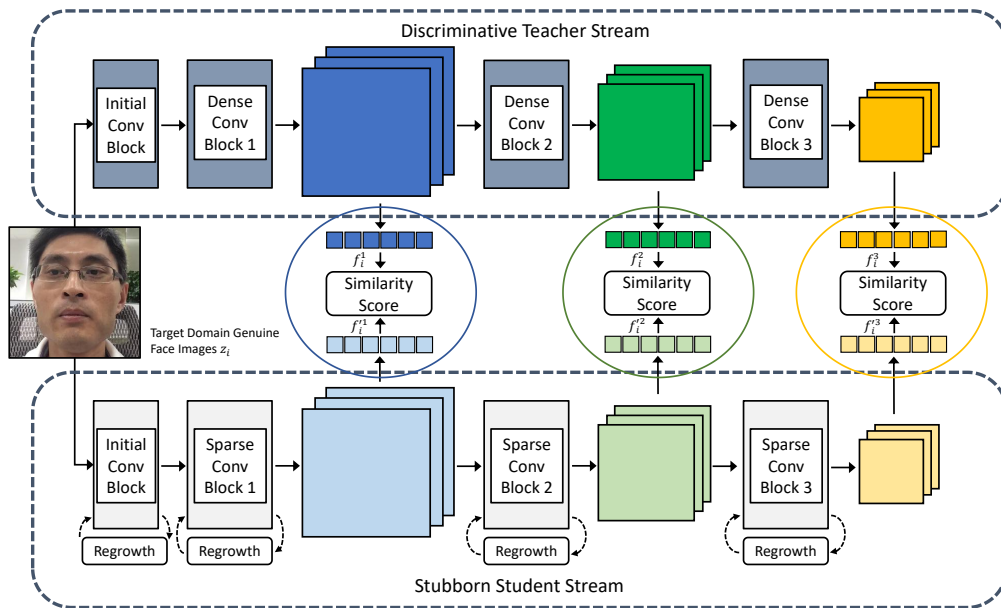 Discriminative Teacher Stream
Initial
Conv
Block
Dense
Conv
Block 1
Dense
Conv
Block 2
Dense
Conv
Block 3
f_i^1
Similarity
Score
f_i'^1
f_i^2
Similarity
Score
f_i'^2
f_i^3
Similarity
Score
f_i'^3
Target Domain Genuine
Face Images z_i
Initial
Conv
Block
Sparse
Conv
Block 1
Sparse
Conv
Block 2
Sparse
Conv
Block 3
Regrowth
Regrowth
Regrowth
Regrowth
Stubborn Student Stream